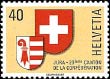 40
HELVETIA
JURA - 23ème CANTON
DE LA CONFÉDÉRATION